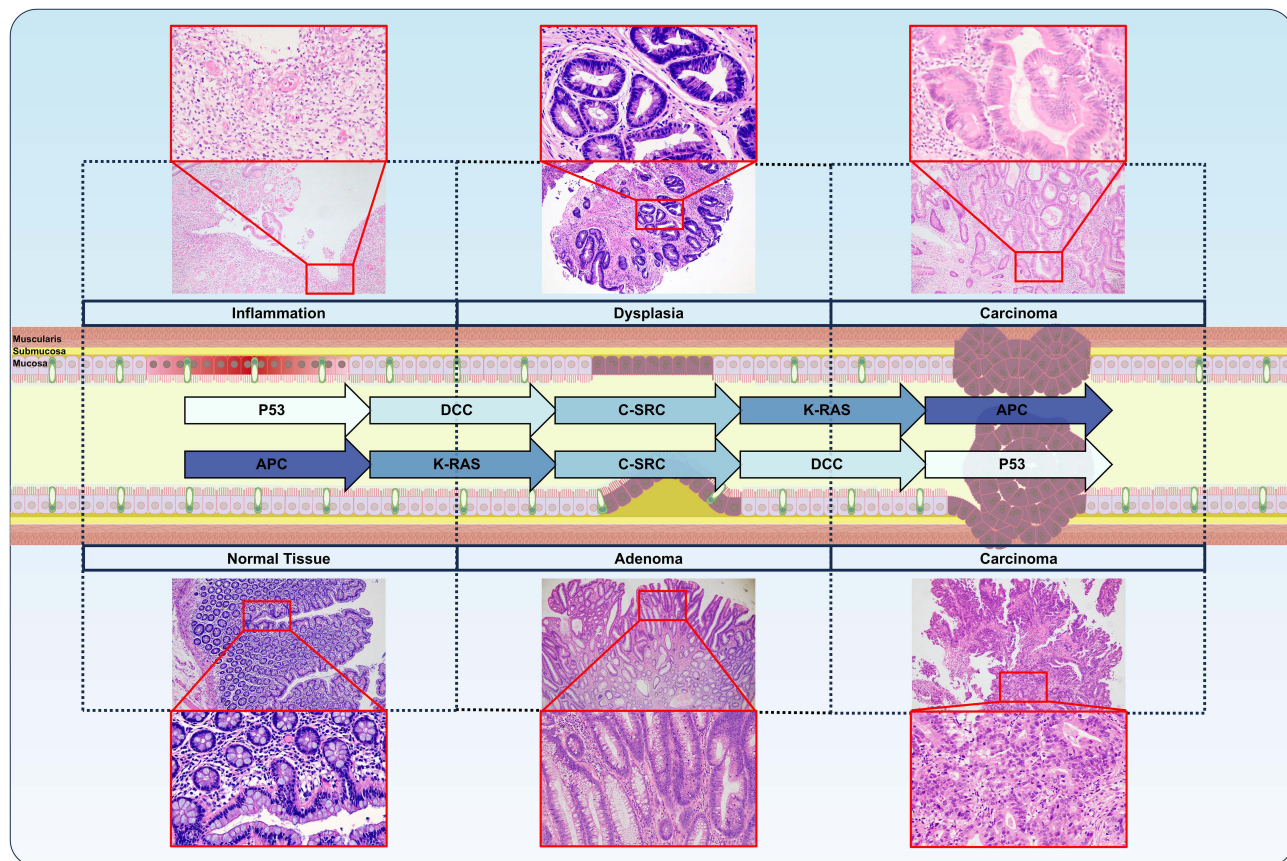 Inflammation Dysplasia Carcinoma
Muscularis
Submucosa
Mucosa
P53 DCC C-SRC K-RAS APC
APC K-RAS C-SRC DCC P53
Normal Tissue Adenoma Carcinoma